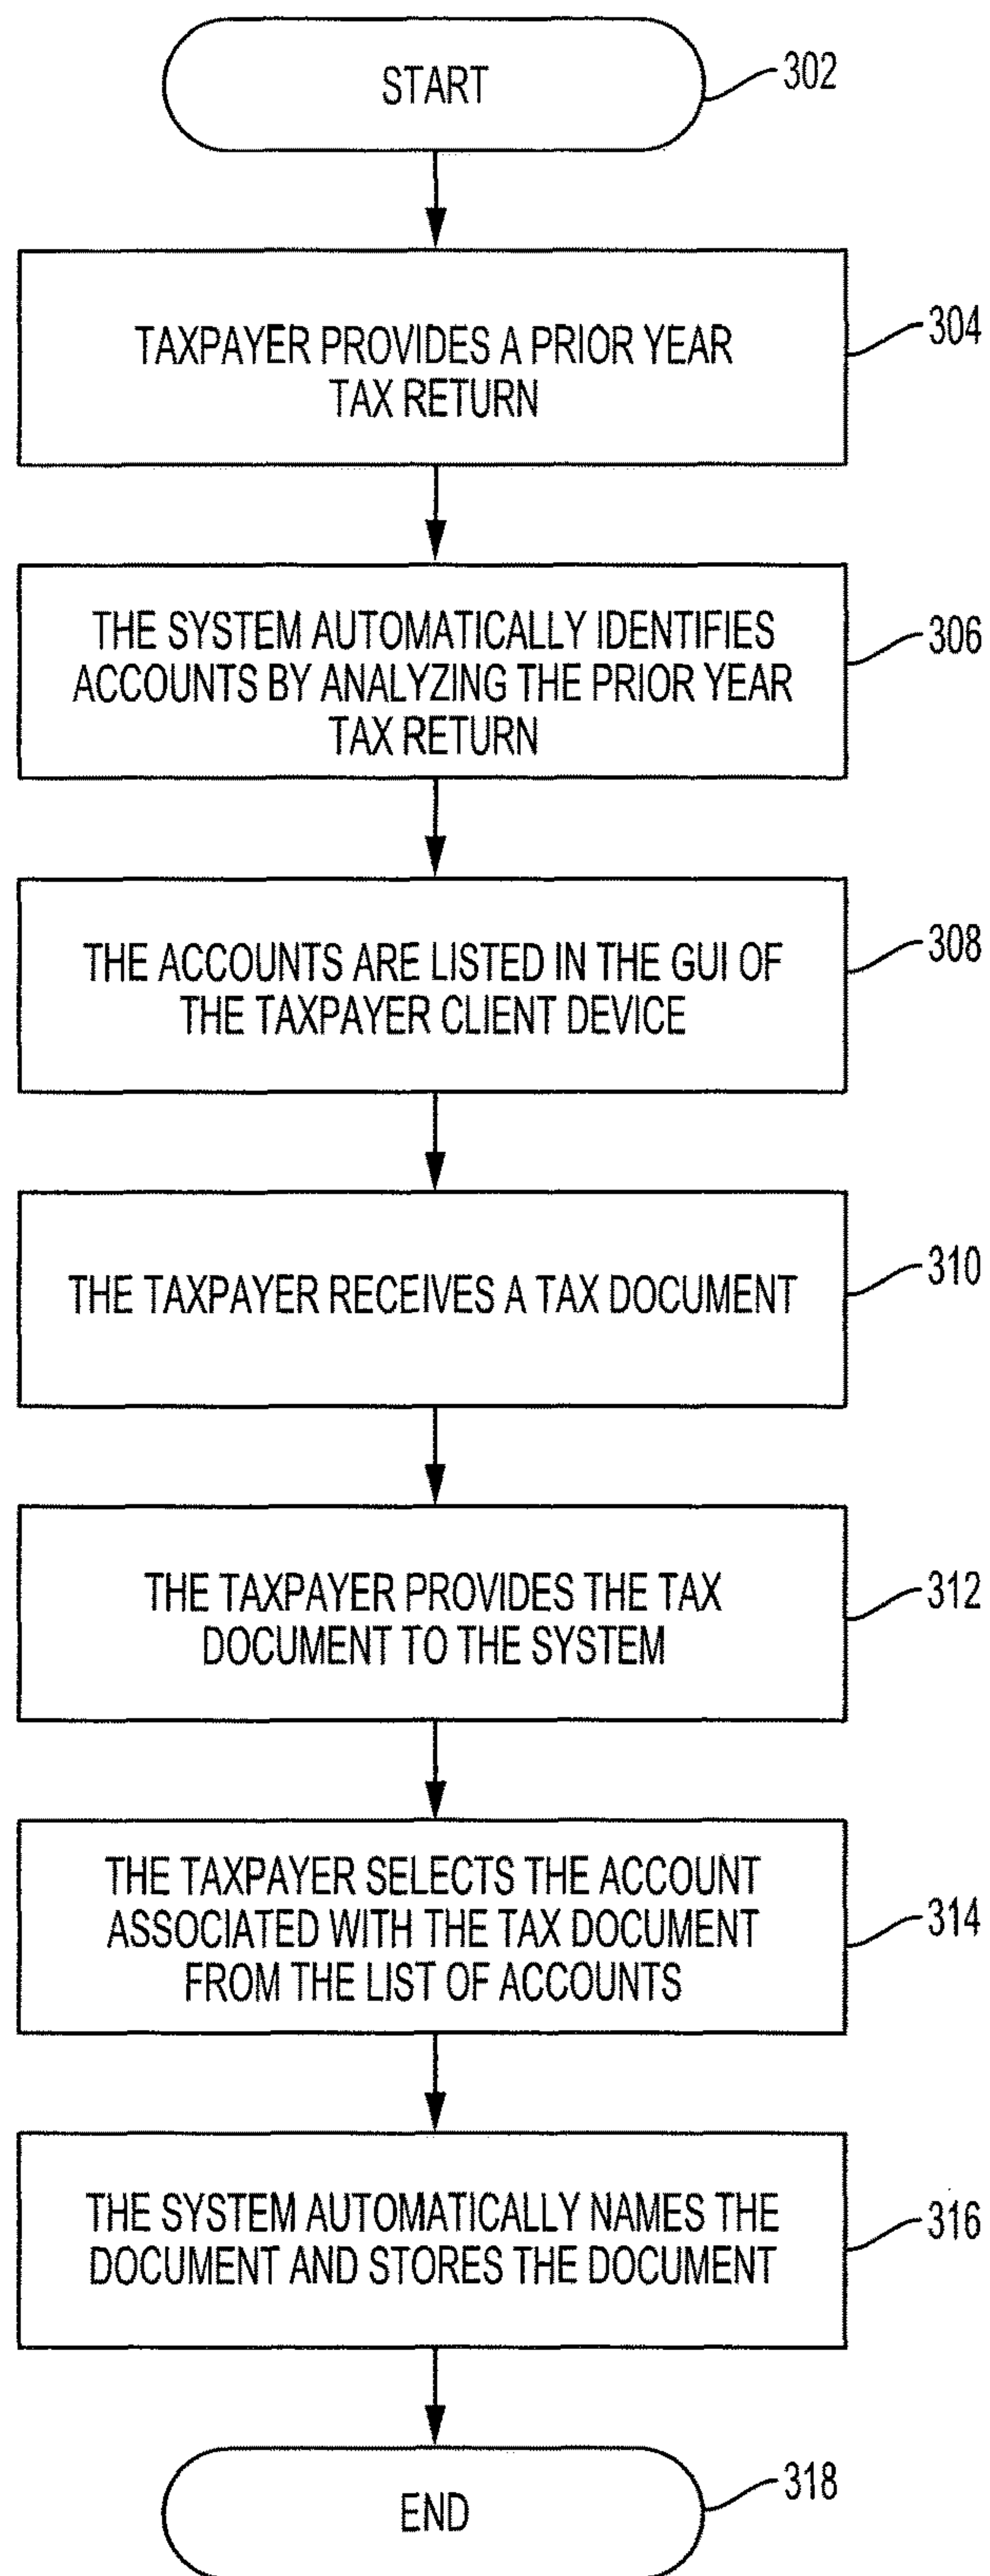 START
302
TAXPAYER PROVIDES A PRIOR YEAR
TAX RETURN
304
THE SYSTEM AUTOMATICALLY IDENTIFIES
ACCOUNTS BY ANALYZING THE PRIOR YEAR
TAX RETURN
306
THE ACCOUNTS ARE LISTED IN THE GUI OF
THE TAXPAYER CLIENT DEVICE
308
THE TAXPAYER RECEIVES A TAX DOCUMENT
310
THE TAXPAYER PROVIDES THE TAX
DOCUMENT TO THE SYSTEM
312
THE TAXPAYER SELECTS THE ACCOUNT
ASSOCIATED WITH THE TAX DOCUMENT
FROM THE LIST OF ACCOUNTS
314
THE SYSTEM AUTOMATICALLY NAMES THE
DOCUMENT AND STORES THE DOCUMENT
316
END
318